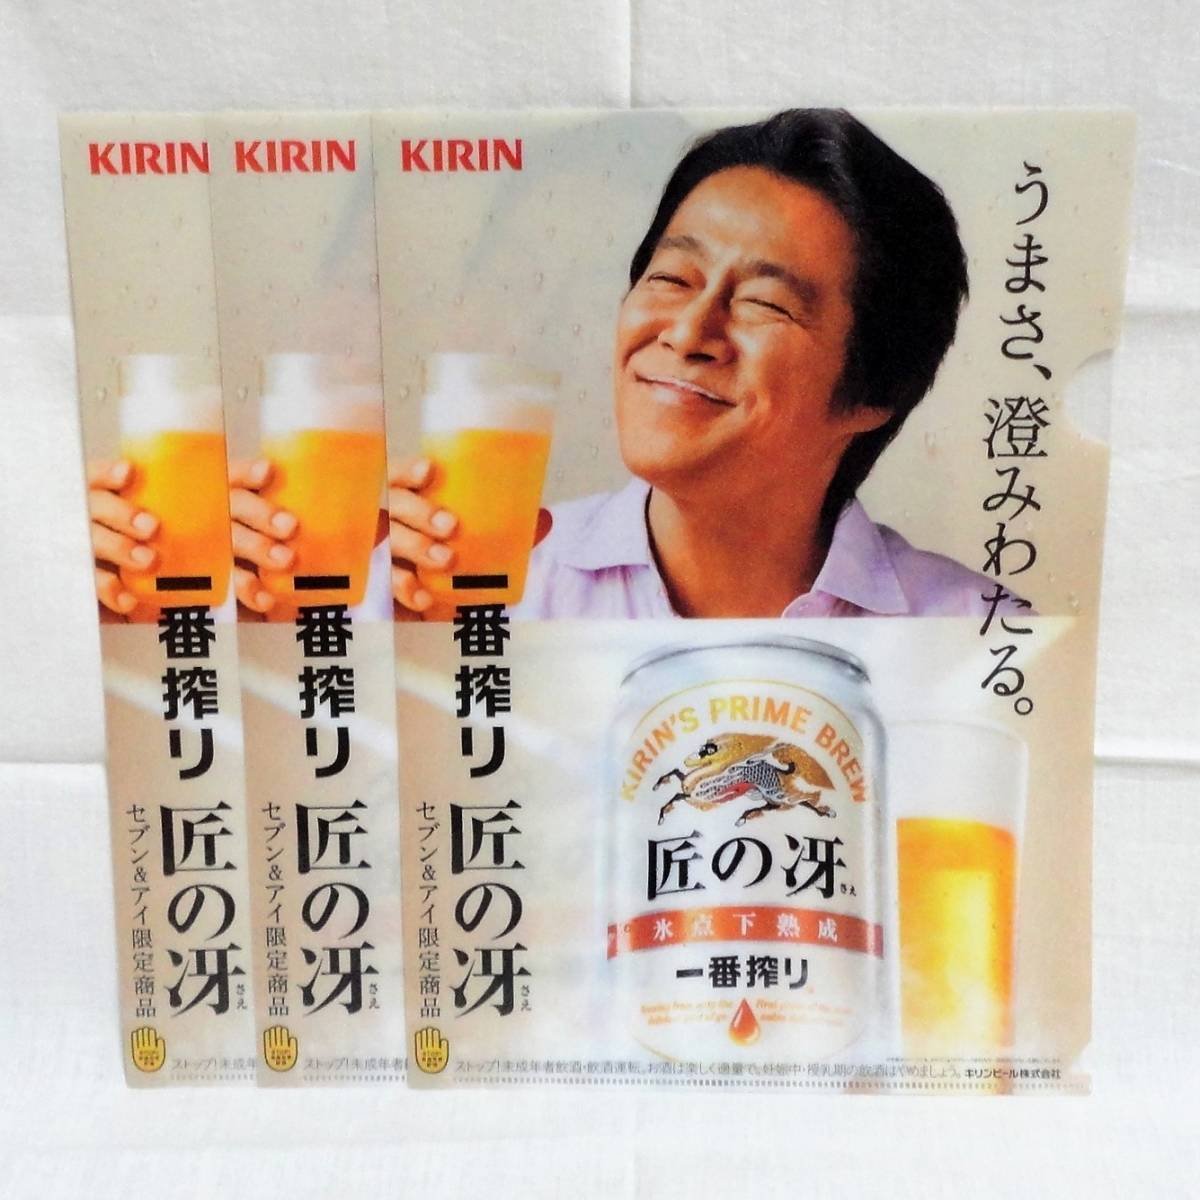 KIRIN
一番搾り
匠の冴
さえ
セブン&アイ限定商品
ストップ!未成年
KIRIN
一番搾り
匠の冴
さえ
セブン&アイ限定商品
ストップ!未成年者
KIRIN
一番搾り
匠の冴
さえ
セブン&アイ限定商品
うまさ、澄みわたる。
KIRIN'S PRIME BREW
匠の冴
さえ
氷点下熟成
一番搾り
ストップ!未成年者飲酒・飲酒運転。お酒は楽しく適量で。妊娠中・授乳期の飲酒はやめましょう。キリンビール株式会社